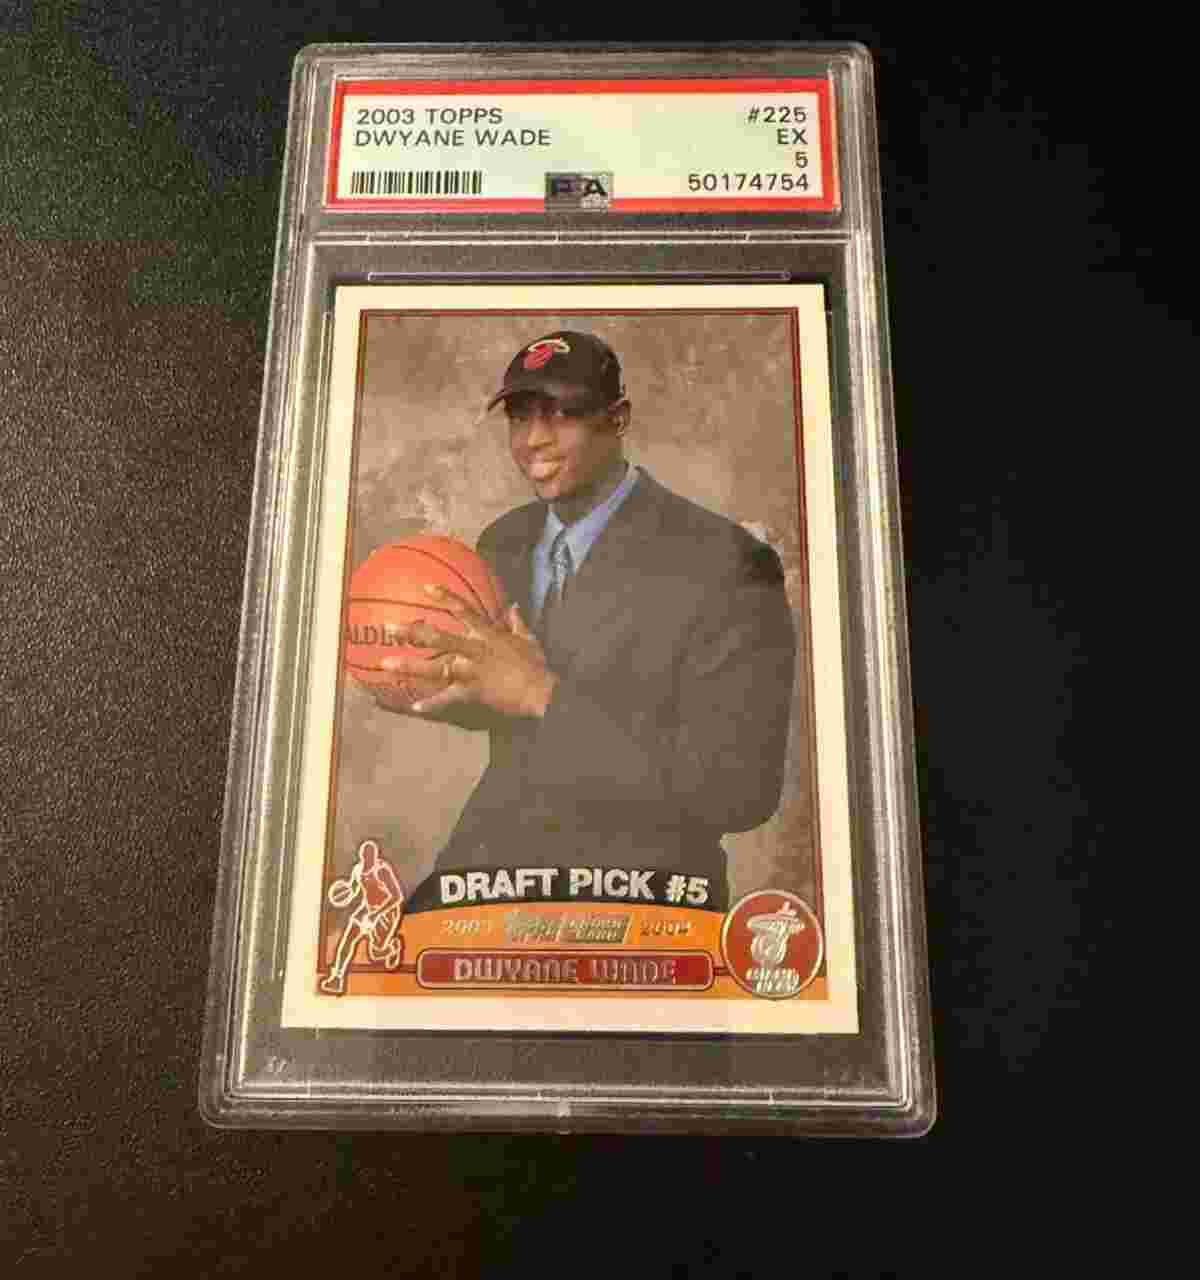 2003 TOPPS #225
DWYANE WADE EX
5
50174754
PSA
DRAFT PICK #5
2003 2004
DWYANE WADE